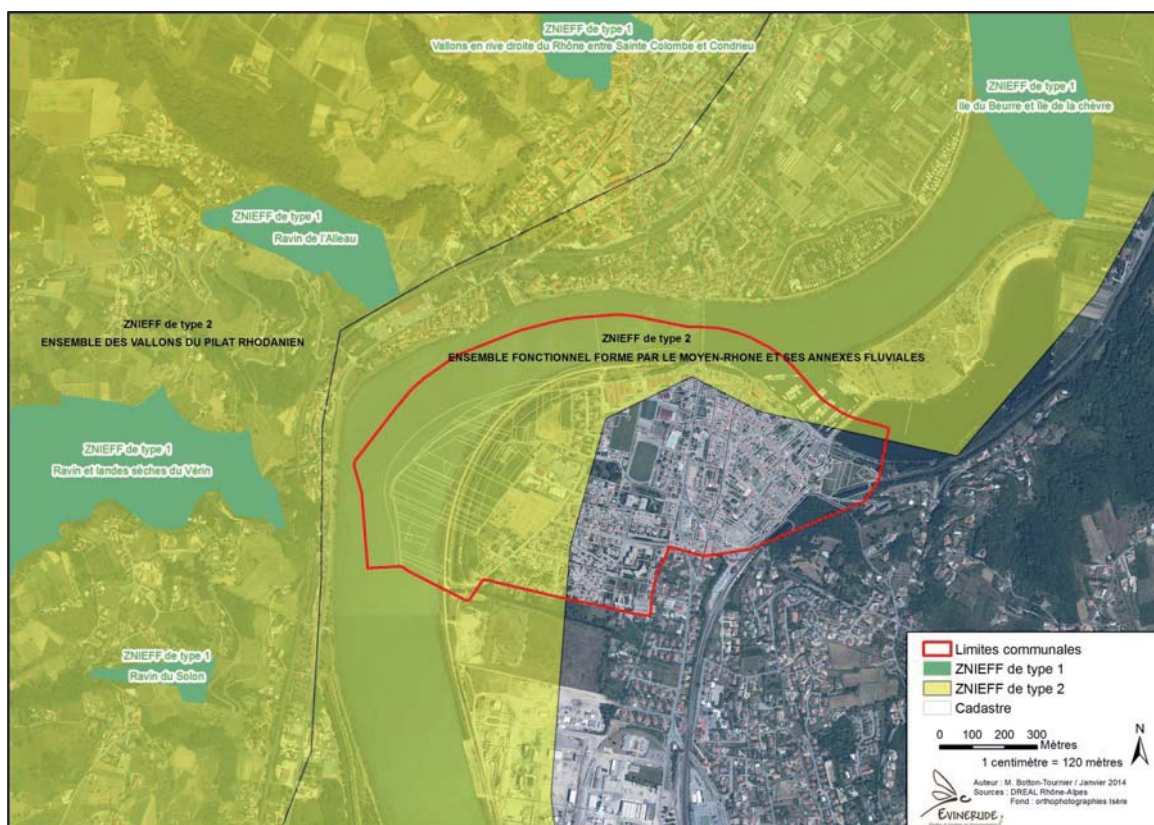 ZNIEFF de type 1
Vallons en rive droite du Rhône entre Sainte Colombe et Condrieu
ZNIEFF de type 1
Ile du Beurre et île de la chèvre
ZNIEFF de type 1
Ravin de l'Alleau
ZNIEFF de type 2
ENSEMBLE DES VALLONS DU PILAT RHODANIEN
ZNIEFF de type 2
ENSEMBLE FONCTIONNEL FORME PAR LE MOYEN-RHONE ET SES ANNEXES FLUVIALES
ZNIEFF de type 1
Ravin et landes sèches du Vérin
ZNIEFF de type 1
Ravin du Solon
Limites communales
ZNIEFF de type 1
ZNIEFF de type 2
Cadastre
0 100 200 300
Mètres
1 centimètre = 120 mètres
N
Auteur : M. Botton-Tournier / Janvier 2014
Sources : DREAL Rhône-Alpes
Fond : orthophotographies Isère
EVINERUDE